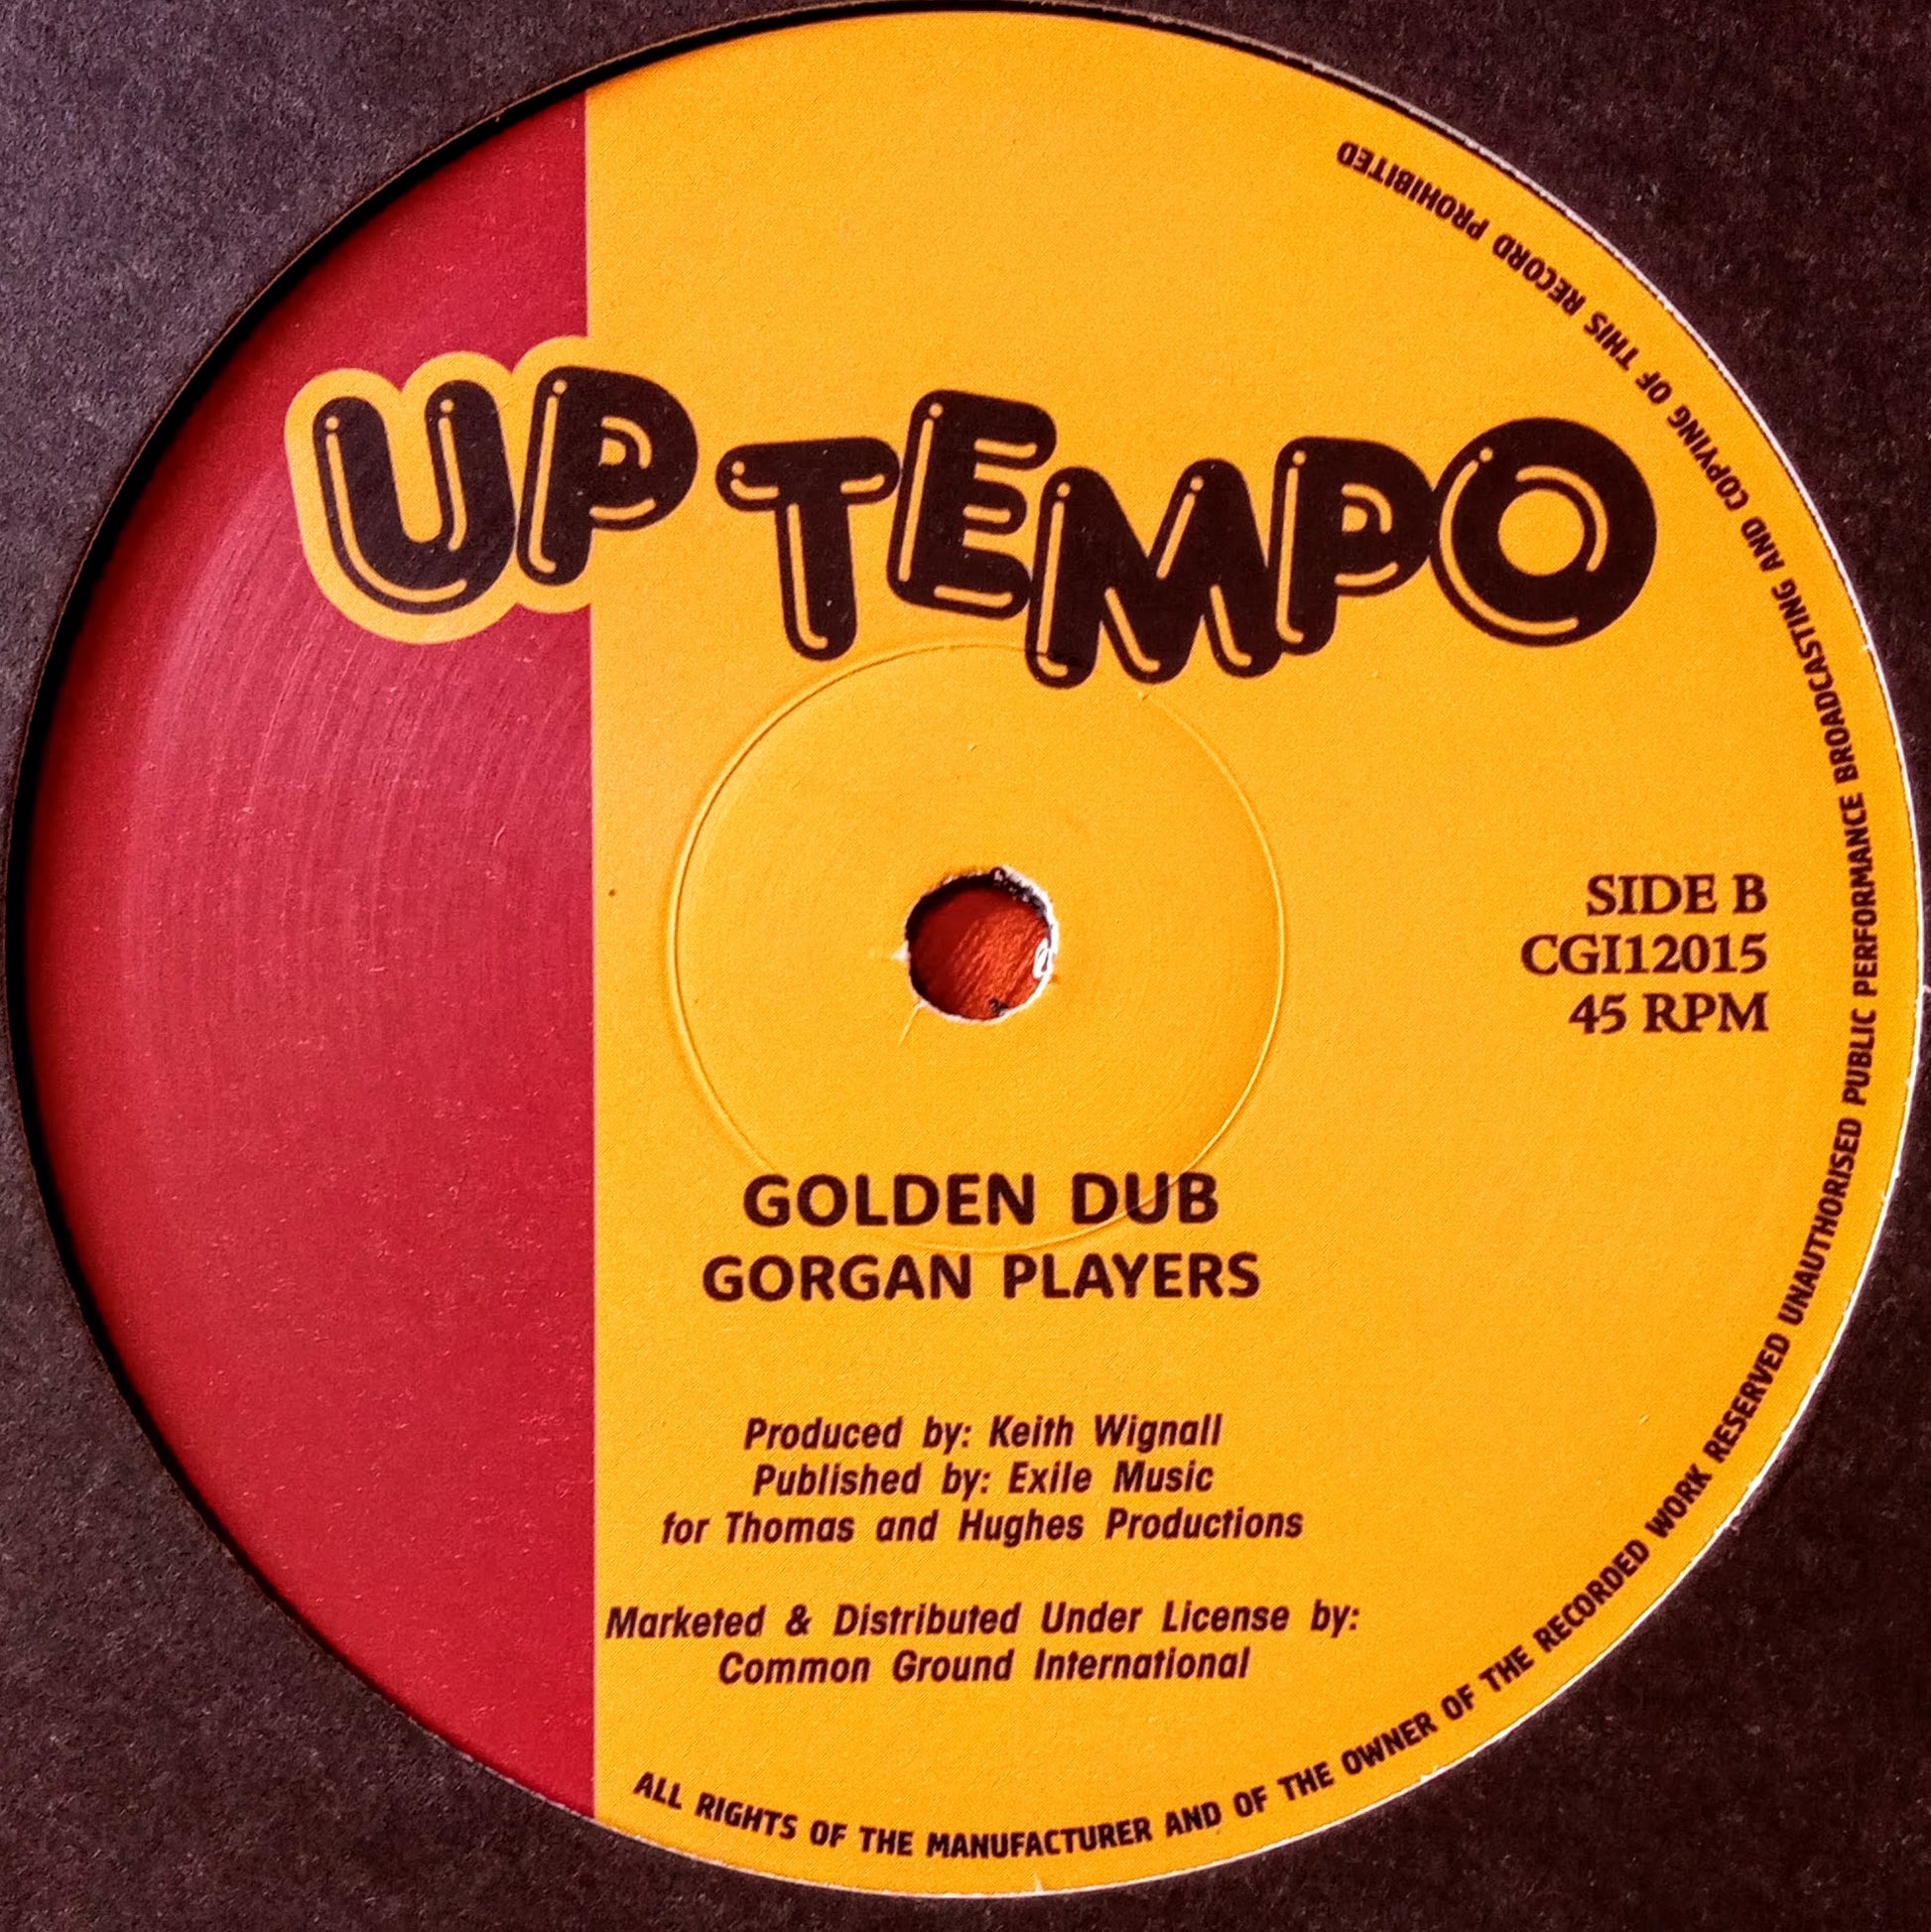 UP TEMPO
SIDE B
CGI12015
45 RPM
GOLDEN DUB
GORGAN PLAYERS
Produced by: Keith Wignall
Published by: Exile Music
for Thomas and Hughes Productions
Marketed & Distributed Under License by:
Common Ground International
ALL RIGHTS OF THE MANUFACTURER AND OF THE OWNER OF THE RECORDED WORK RESERVED UNAUTHORISED PUBLIC PERFORMANCE BROADCASTING AND COPYING OF THIS RECORD PROHIBITED